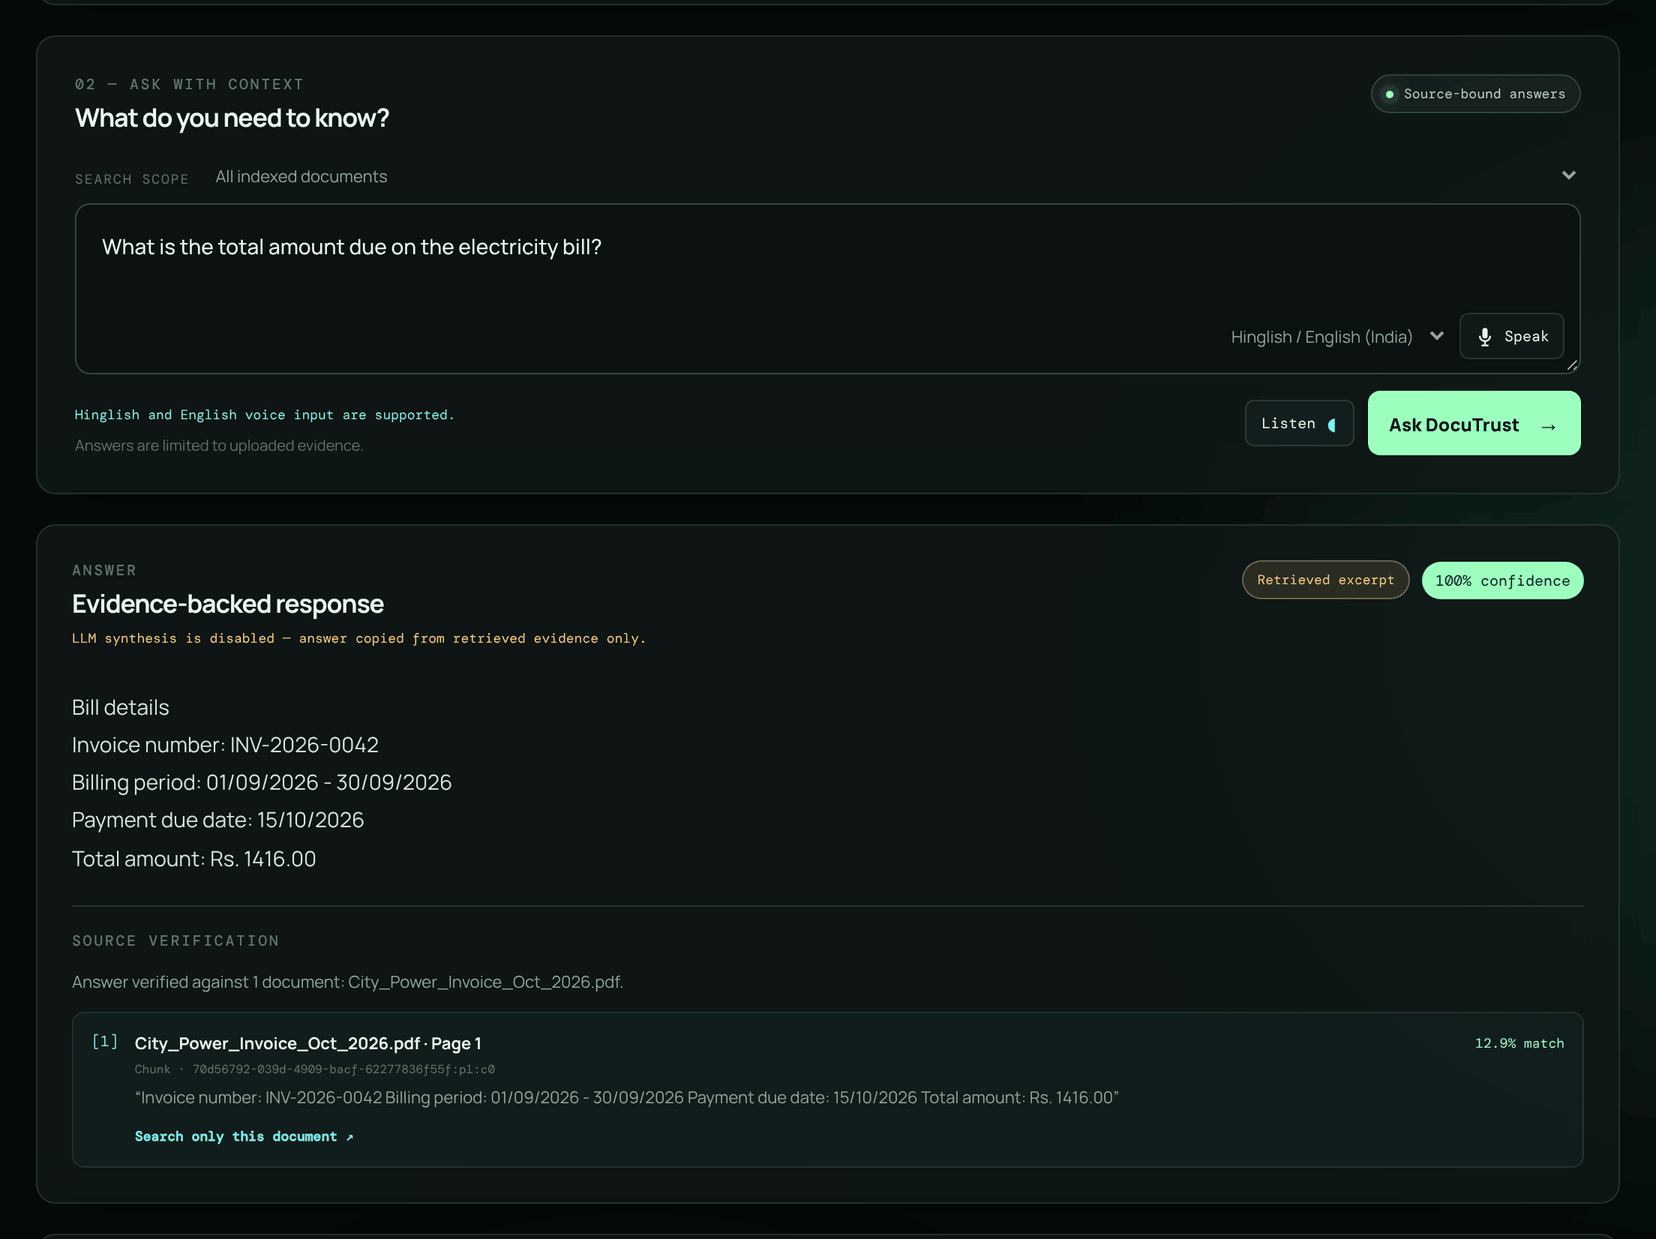 02 — ASK WITH CONTEXT
Source-bound answers
What do you need to know?
SEARCH SCOPE All indexed documents
What is the total amount due on the electricity bill?
Hinglish / English (India) Speak
Hinglish and English voice input are supported.
Answers are limited to uploaded evidence.
Listen
Ask DocuTrust →
ANSWER
Retrieved excerpt
100% confidence
Evidence-backed response
LLM synthesis is disabled — answer copied from retrieved evidence only.
Bill details
Invoice number: INV-2026-0042
Billing period: 01/09/2026 - 30/09/2026
Payment due date: 15/10/2026
Total amount: Rs. 1416.00
SOURCE VERIFICATION
Answer verified against 1 document: City_Power_Invoice_Oct_2026.pdf.
[1] City_Power_Invoice_Oct_2026.pdf · Page 1 12.9% match
Chunk · 70d56792-039d-4909-bacf-62277836f55f:p1:c0
“Invoice number: INV-2026-0042 Billing period: 01/09/2026 - 30/09/2026 Payment due date: 15/10/2026 Total amount: Rs. 1416.00”
Search only this document ↗